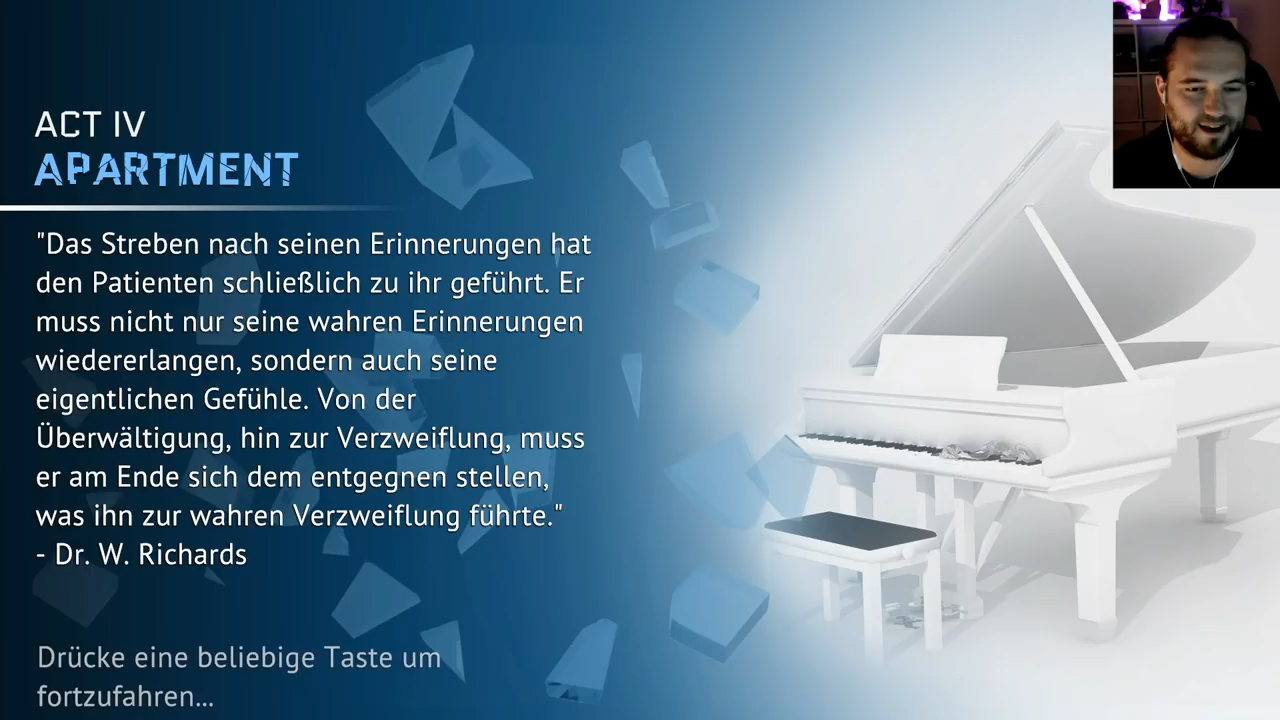 ACT IV
APARTMENT
"Das Streben nach seinen Erinnerungen hat
den Patienten schließlich zu ihr geführt. Er
muss nicht nur seine wahren Erinnerungen
wiedererlangen, sondern auch seine
eigentlichen Gefühle. Von der
Überwältigung, hin zur Verzweiflung, muss
er am Ende sich dem entgegnen stellen,
was ihn zur wahren Verzweiflung führte."
- Dr. W. Richards
Drücke eine beliebige Taste um
fortzufahren...